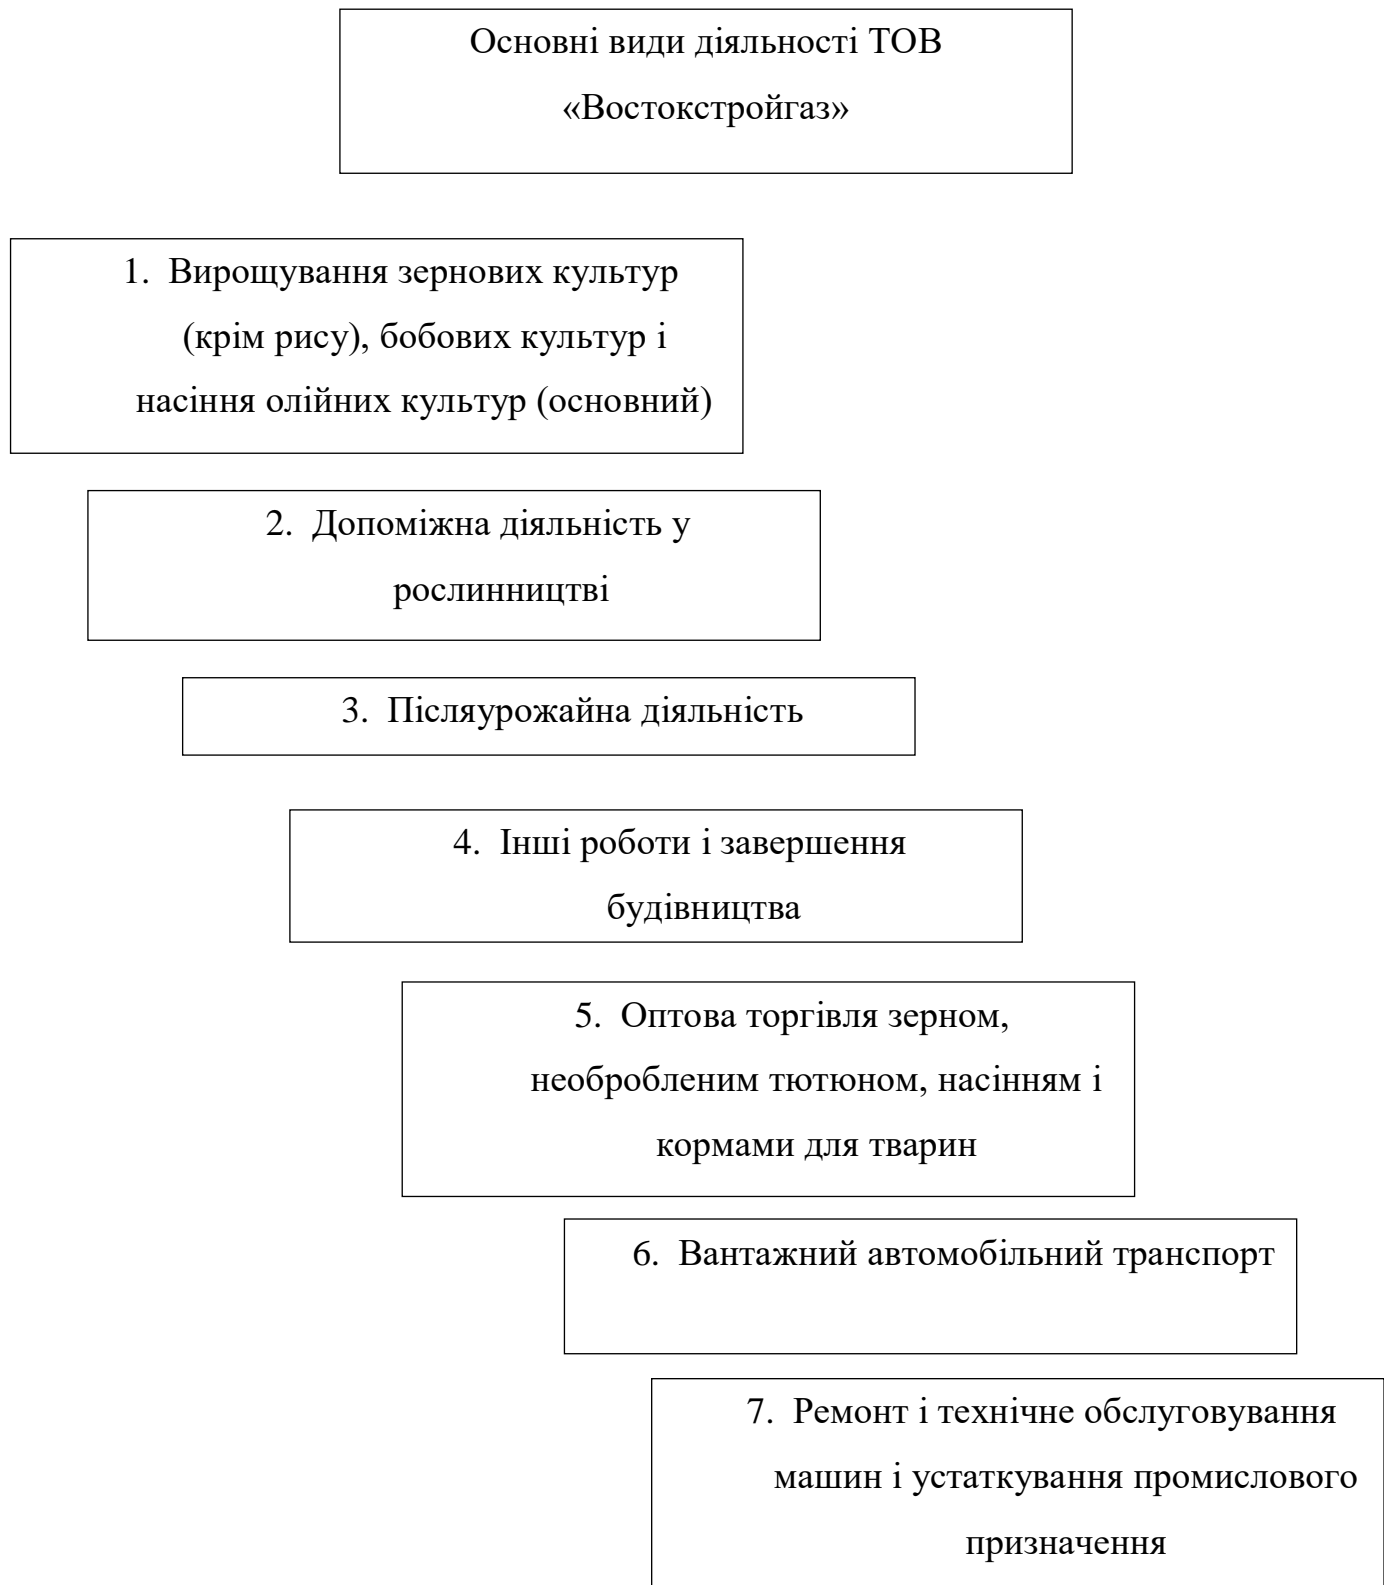 Основні види діяльності ТОВ
«Востокстройгаз»
1. Вирощування зернових культур
(крім рису), бобових культур і
насіння олійних культур (основний)
2. Допоміжна діяльність у
рослинництві
3. Післяурожайна діяльність
4. Інші роботи і завершення
будівництва
5. Оптова торгівля зерном,
необробленим тютюном, насінням і
кормами для тварин
6. Вантажний автомобільний транспорт
7. Ремонт і технічне обслуговування
машин і устаткування промислового
призначення